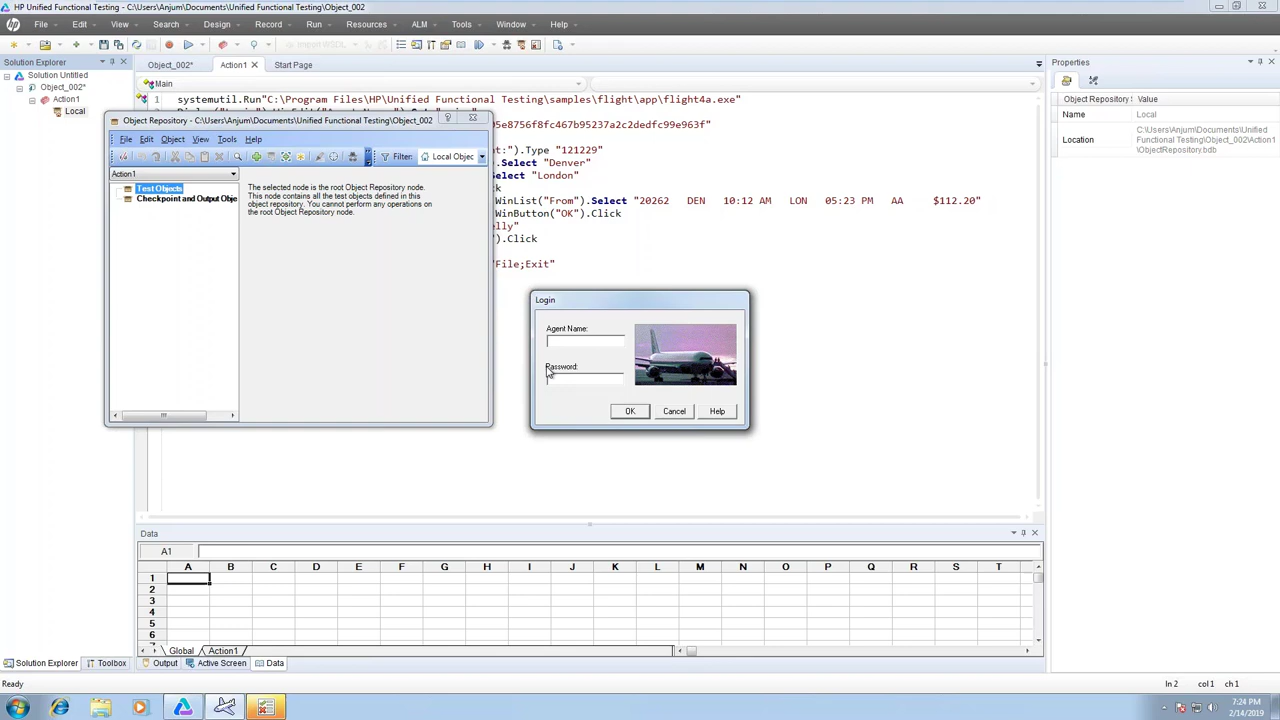 HP Unified Functional Testing - C:\Users\Anjum\Documents\Unified Functional Testing\Object_002
File Edit View Search Design Record Run Resources ALM Tools Window Help
Import WSDL
Solution Explorer
Solution Untitled
Object_002*
Action1
Local
Object_002* Action1 Start Page
Main
systemutil.Run"C:\Program Files\HP\Unified Functional Testing\samples\flight\app\flight4a.exe"
5e8756f8fc467b95237a2c2dedfc99e963f"
t:").Type "121229"
.Select "Denver"
Select "London"
ck
WinList("From").Select "20262 DEN 10:12 AM LON 05:23 PM AA $112.20"
WinButton("OK").Click
lly"
").Click
"File;Exit"
Object Repository - C:\Users\Anjum\Documents\Unified Functional Testing\Object_002
File Edit Object View Tools Help
Filter: Local Objec
Action1
Test Objects
Checkpoint and Output Obje
The selected node is the root Object Repository node.
This node contains all the test objects defined in this
object repository. You cannot perform any operations on
the root Object Repository node.
Login
Agent Name:
Password:
OK Cancel Help
Properties
Object Repository Value
Name Local
Location C:\Users\Anjum\Documents\Unified
Functional Testing\Object_002\Action1
\ObjectRepository.bdb
Data
A1
A B C D E F G H I J K L M N O P Q R S T
1
2
3
4
5
6
Global Action1
Solution Explorer Toolbox Output Active Screen Data
Ready
ln 2 col 1 ch 1
7:24 PM
2/14/2019